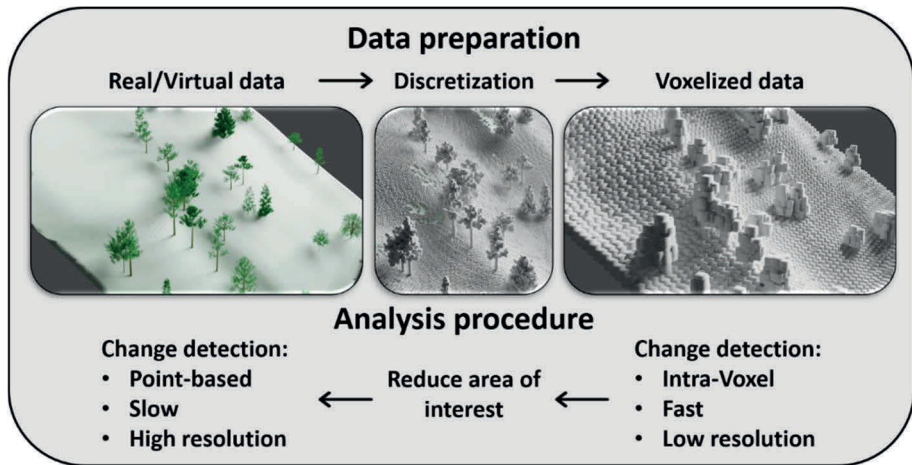 Data preparation
Real/Virtual data → Discretization → Voxelized data
Analysis procedure
Change detection:
• Point-based
• Slow
• High resolution
← Reduce area of
interest ←
Change detection:
• Intra-Voxel
• Fast
• Low resolution